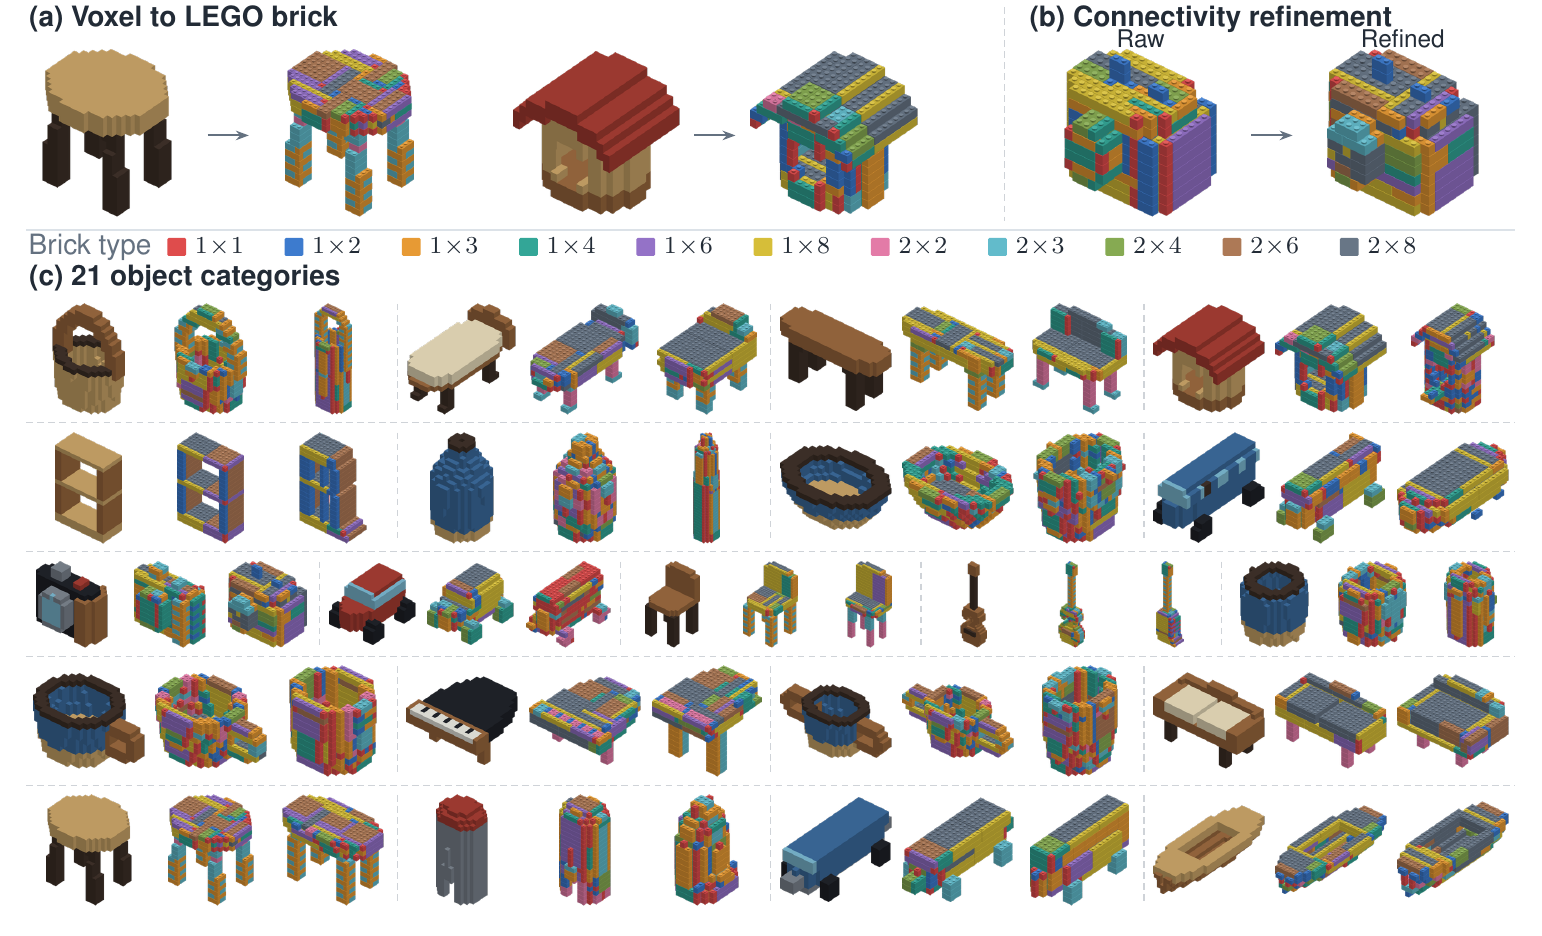 (a) Voxel to LEGO brick
(b) Connectivity refinement
Raw
Refined
Brick type 1×1 1×2 1×3 1×4 1×6 1×8 2×2 2×3 2×4 2×6 2×8
(c) 21 object categories